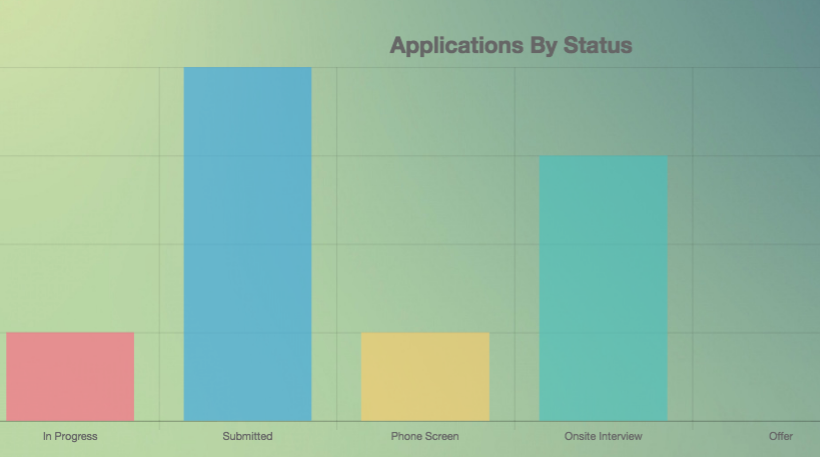 Applications By Status
In Progress
Submitted
Phone Screen
Onsite Interview
Offer